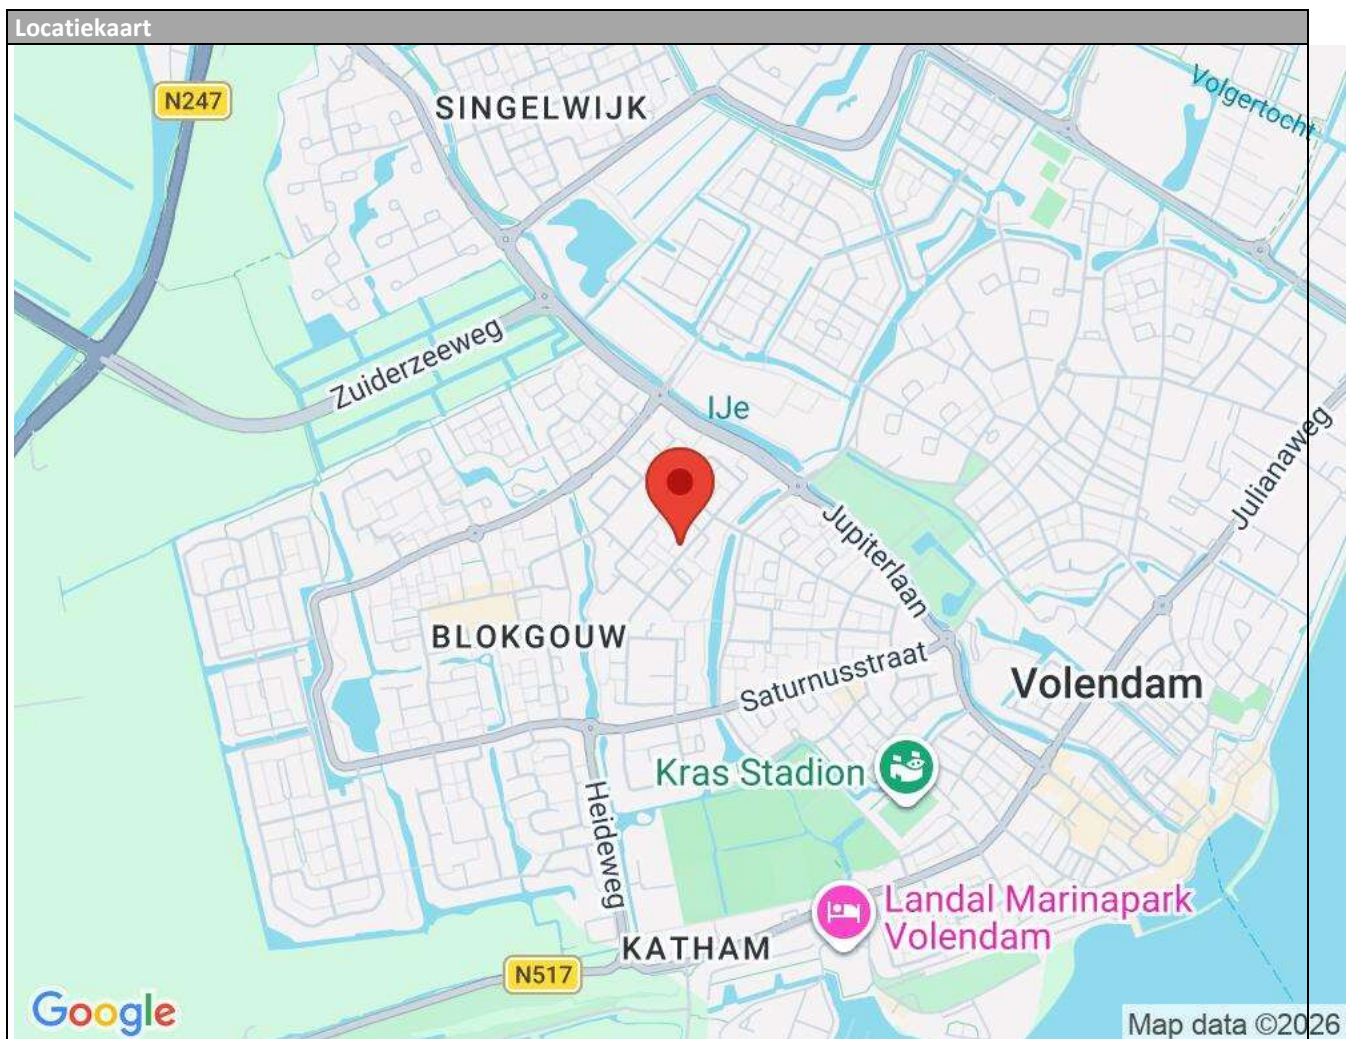 Locatiekaart
N247
SINGELWIJK
Volgertocht
Zuiderzeeweg
IJe
Julianaweg
Jupiterlaan
BLOKGOUW
Saturnusstraat
Volendam
Kras Stadion
Heideweg
Landal Marinapark
Volendam
KATHAM
N517
Google
Map data ©2026